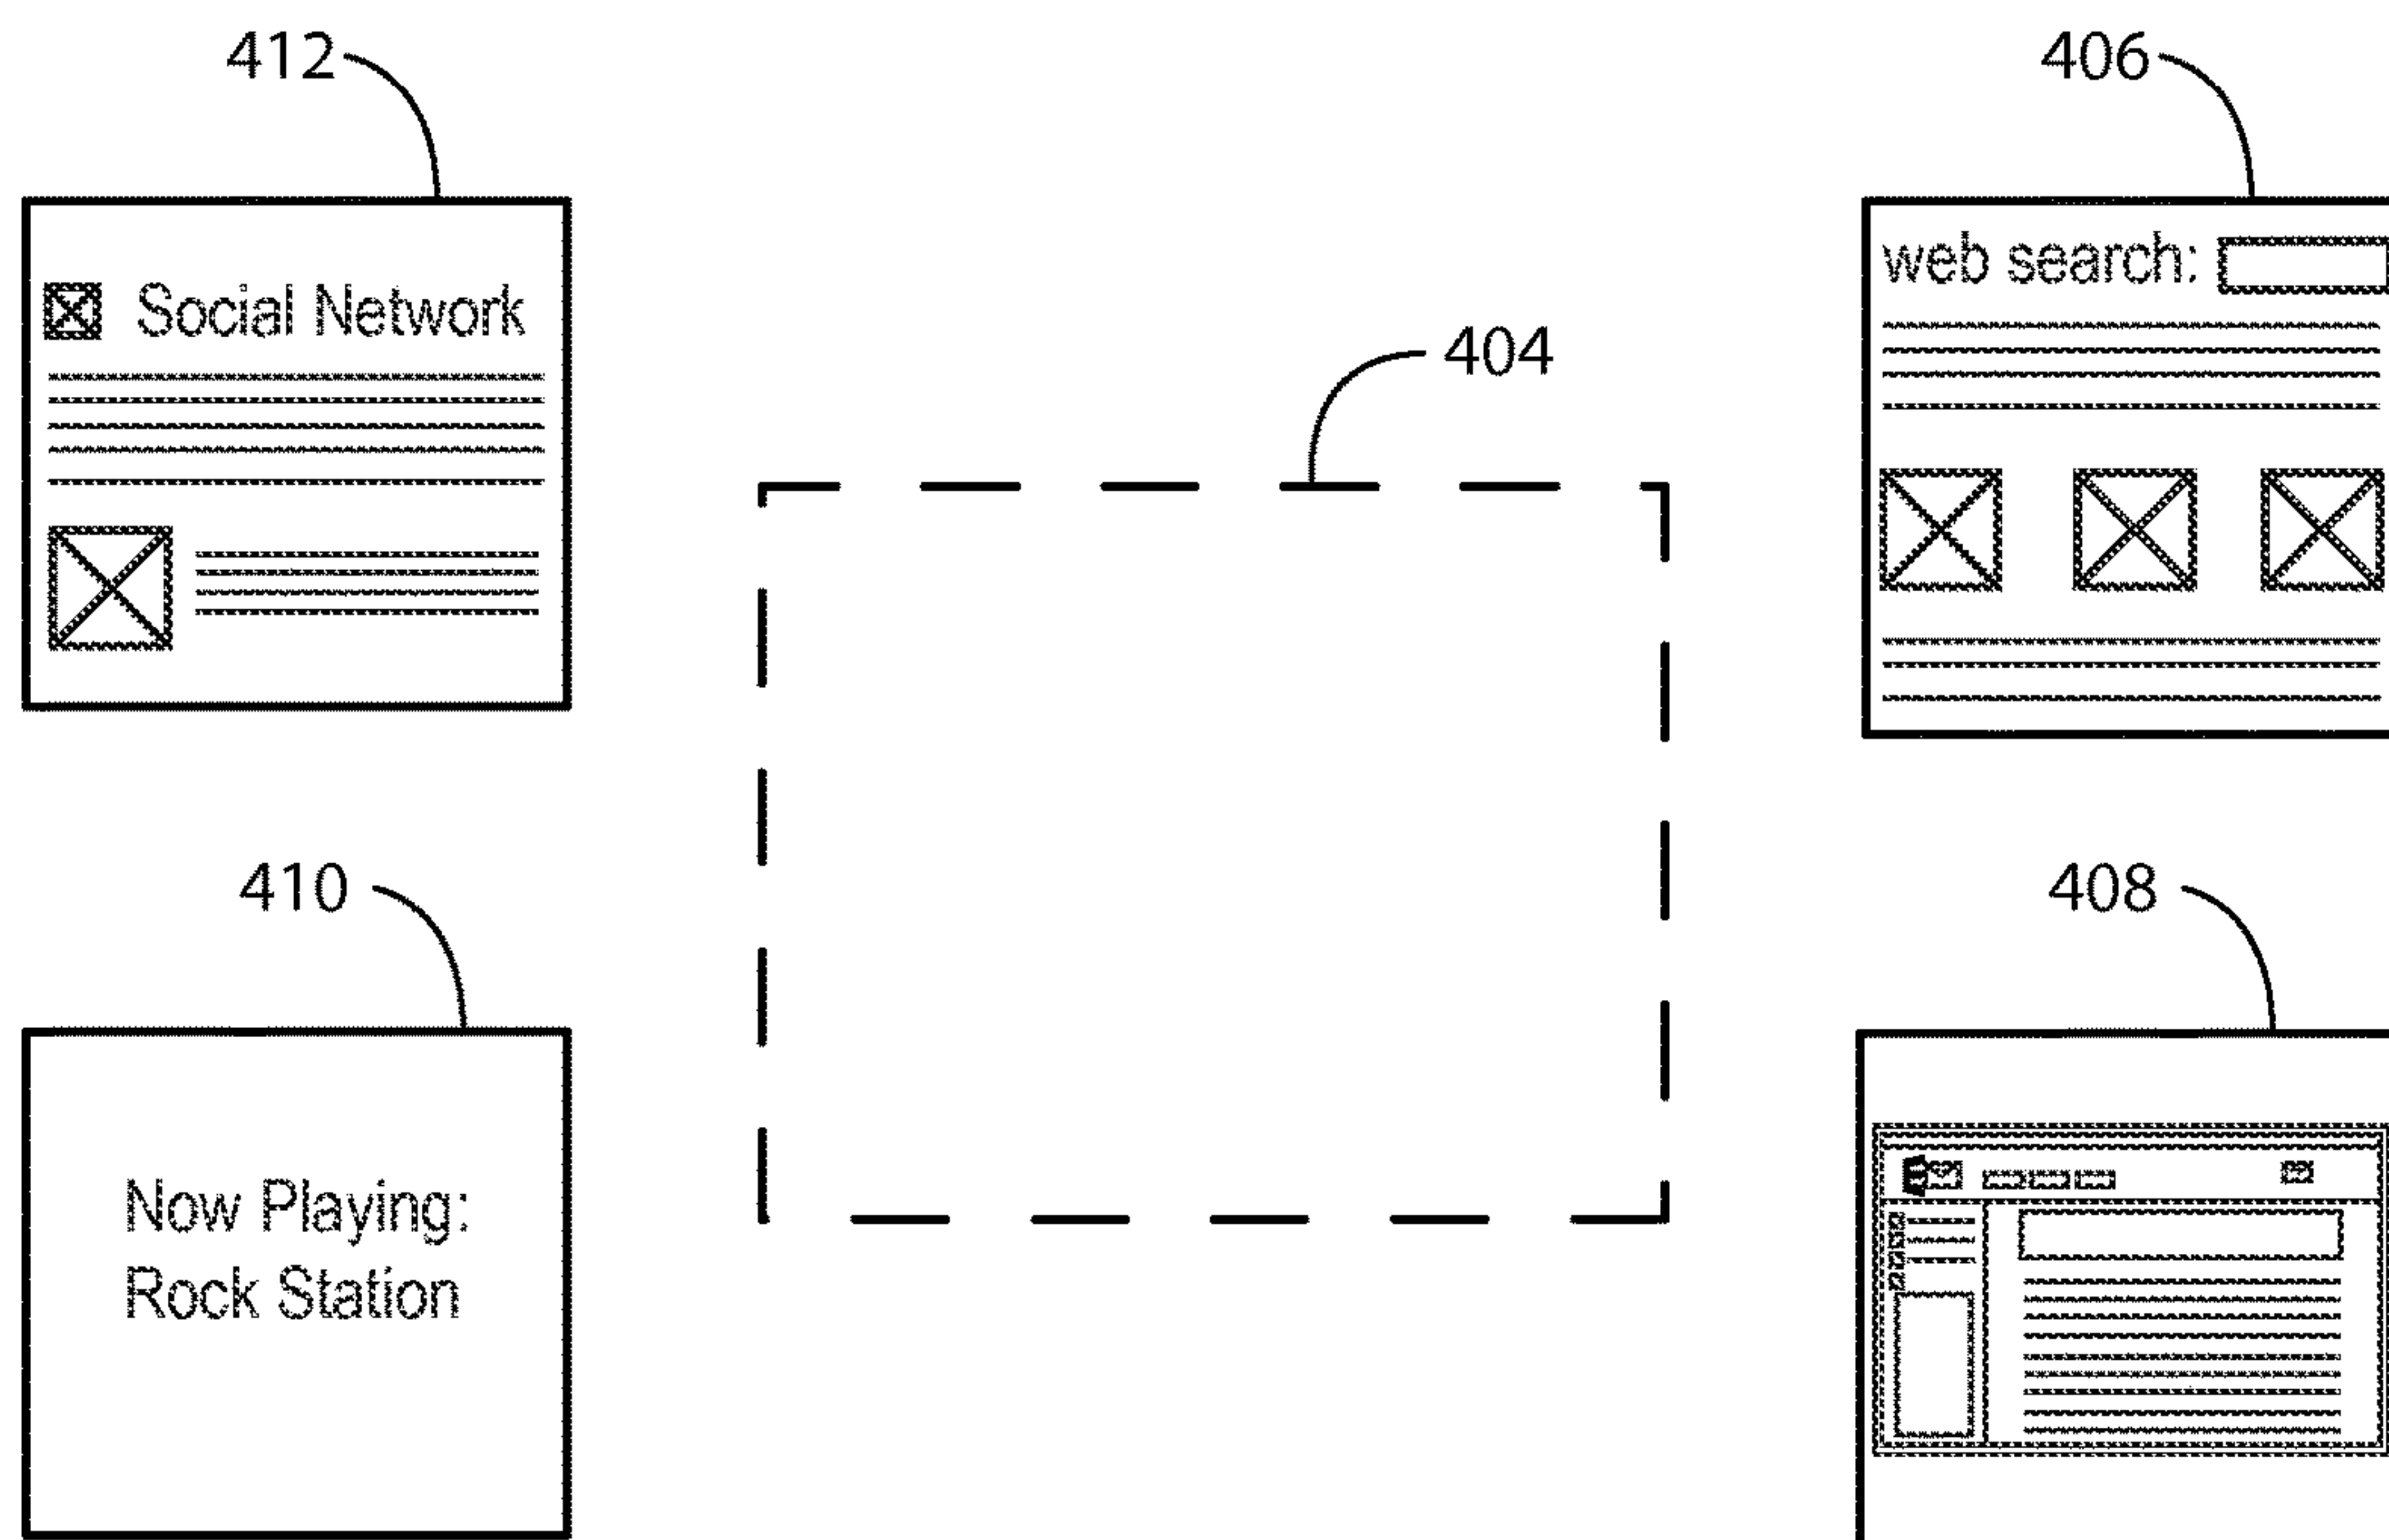 412
406
Social Network
web search:
404
410
408
Now Playing:
Rock Station